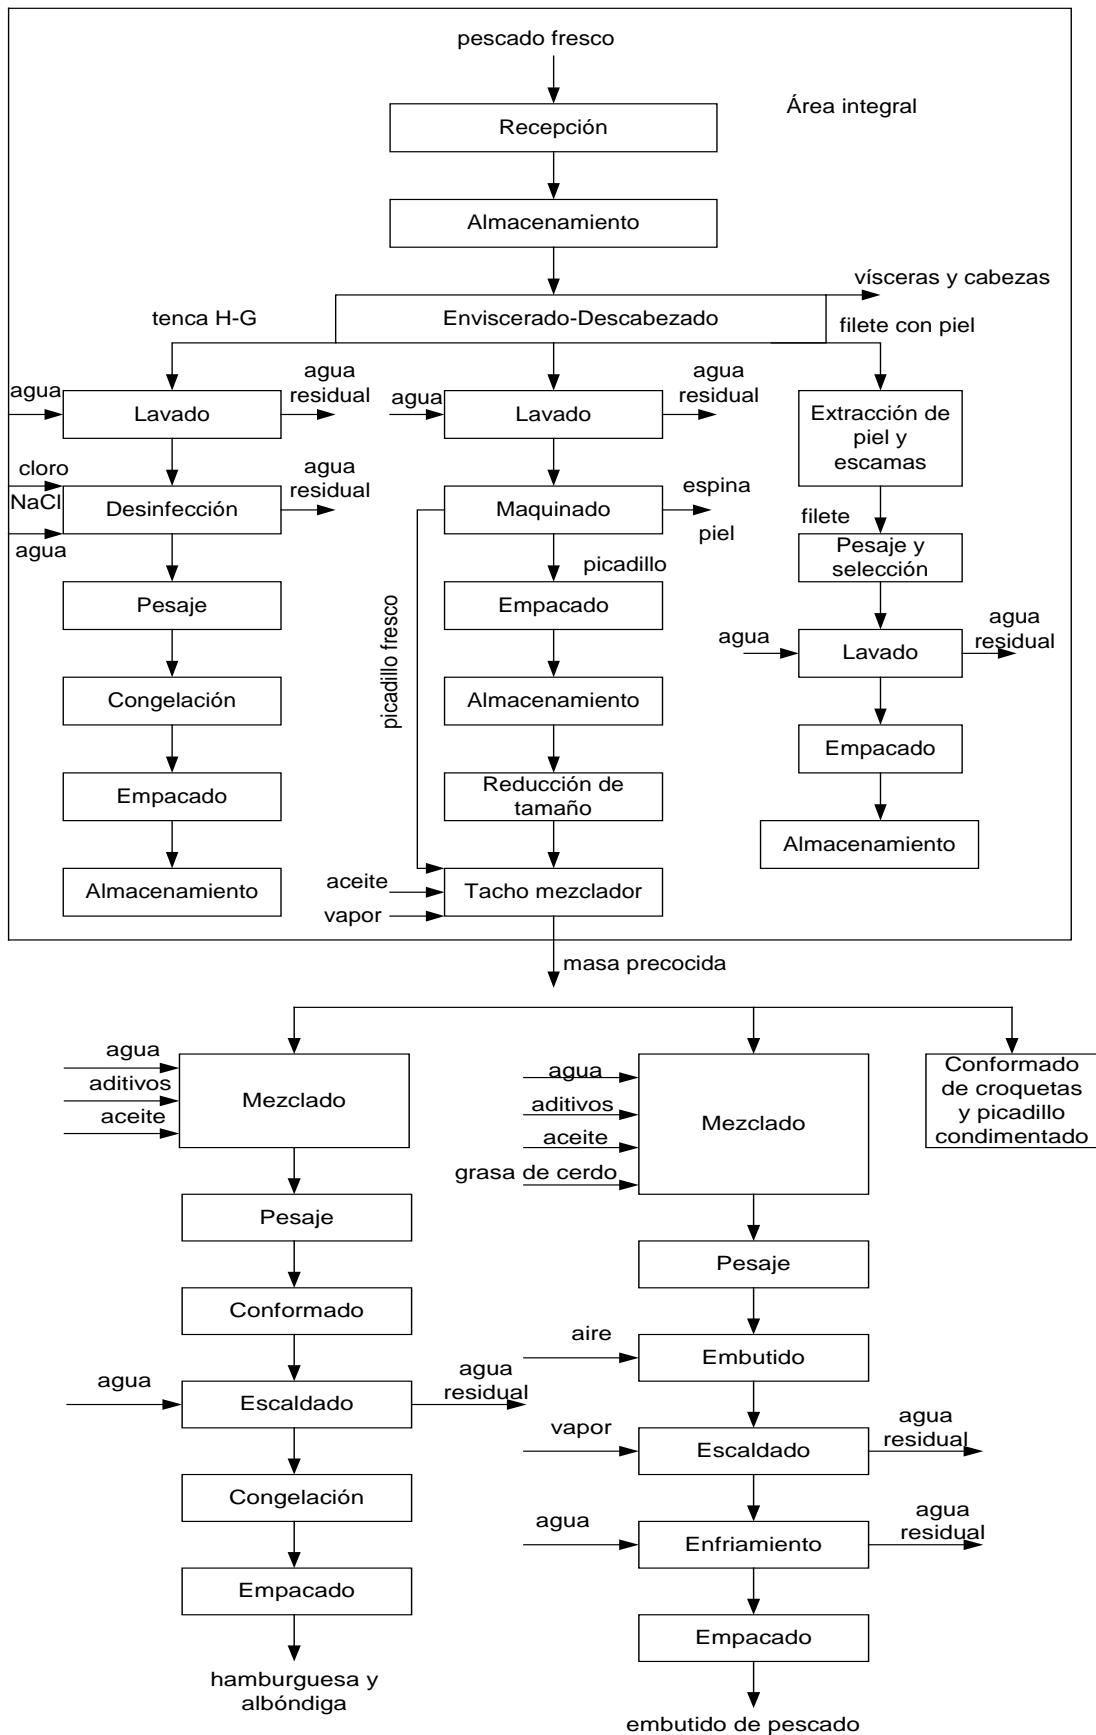 pescado fresco
Área integral
Recepción
Almacenamiento
vísceras y cabezas
tenca H-G
Enviscerado-Descabezado
filete con piel
agua
Lavado
agua
residual
agua
Lavado
agua
residual
Extracción de
piel y
escamas
cloro
NaCl
agua
Desinfección
agua
residual
Maquinado
espina
piel
filete
Pesaje y
selección
picadillo
picadillo fresco
Pesaje
Empacado
agua
Lavado
agua
residual
Congelación
Almacenamiento
Empacado
Empacado
Reducción de
tamaño
Almacenamiento
Almacenamiento
aceite
vapor
Tacho mezclador
masa precocida
agua
aditivos
aceite
Mezclado
agua
aditivos
aceite
grasa de cerdo
Mezclado
Conformado
de croquetas
y picadillo
condimentado
Pesaje
Pesaje
Conformado
aire
Embutido
agua
Escaldado
agua
residual
vapor
Escaldado
agua
residual
Congelación
agua
Enfriamiento
agua
residual
Empacado
Empacado
hamburguesa y
albóndiga
embutido de pescado